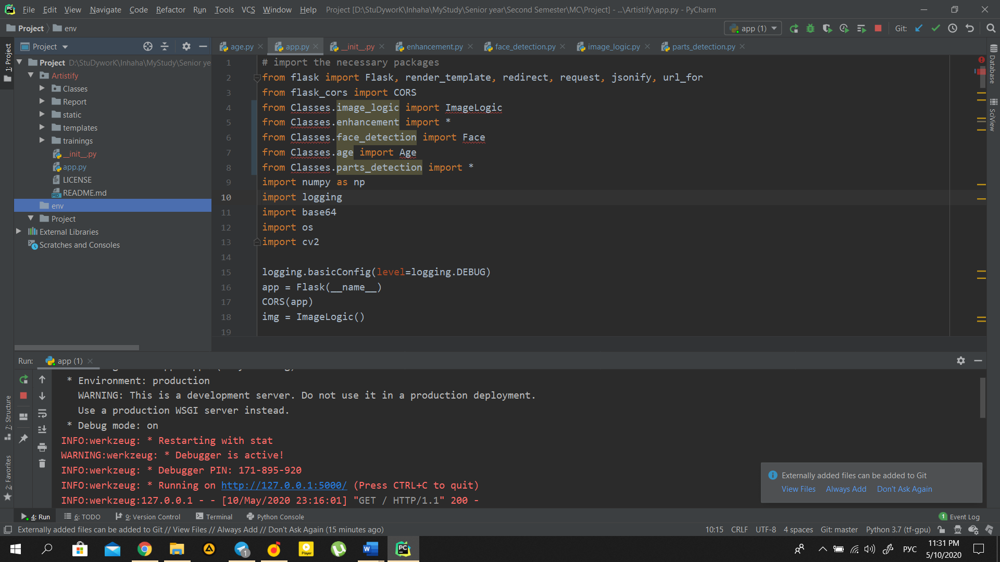 File Edit View Navigate Code Refactor Run Tools VCS Window Help Project [D:\StuDyworK\Inhaha\MyStudy\Senior year\Second Semester\MC\Project] - ...\Artistify\app.py - PyCharm
Project env app (1) Git:
Project age.py app.py __init__.py enhancement.py face_detection.py image_logic.py parts_detection.py
1: Project
Project D:\StuDyworK\Inhaha\MyStudy\Senior ye
Artistify
Classes
Report
static
templates
trainings
__init__.py
app.py
LICENSE
README.md
env
Project
External Libraries
Scratches and Consoles
1 # import the necessary packages
2 from flask import Flask, render_template, redirect, request, jsonify, url_for
3 from flask_cors import CORS
4 from Classes.image_logic import ImageLogic
5 from Classes.enhancement import *
6 from Classes.face_detection import Face
7 from Classes.age import Age
8 from Classes.parts_detection import *
9 import numpy as np
10 import logging
11 import base64
12 import os
13 import cv2
14
15 logging.basicConfig(level=logging.DEBUG)
16 app = Flask(__name__)
17 CORS(app)
18 img = ImageLogic()
19
Database
SciView
Run: app (1)
* Environment: production
WARNING: This is a development server. Do not use it in a production deployment.
Use a production WSGI server instead.
* Debug mode: on
INFO:werkzeug: * Restarting with stat
WARNING:werkzeug: * Debugger is active!
INFO:werkzeug: * Debugger PIN: 171-895-920
INFO:werkzeug: * Running on http://127.0.0.1:5000/ (Press CTRL+C to quit)
INFO:werkzeug:127.0.0.1 - - [10/May/2020 23:16:01] "GET / HTTP/1.1" 200 -
7: Structure
2: Favorites
Externally added files can be added to Git
View Files Always Add Don't Ask Again
4: Run 6: TODO 9: Version Control Terminal Python Console 1 Event Log
Externally added files can be added to Git // View Files // Always Add // Don't Ask Again (15 minutes ago) 10:15 CRLF UTF-8 4 spaces Git: master Python 3.7 (tf-gpu)
1 Player W PC РУС 11:31 PM
5/10/2020